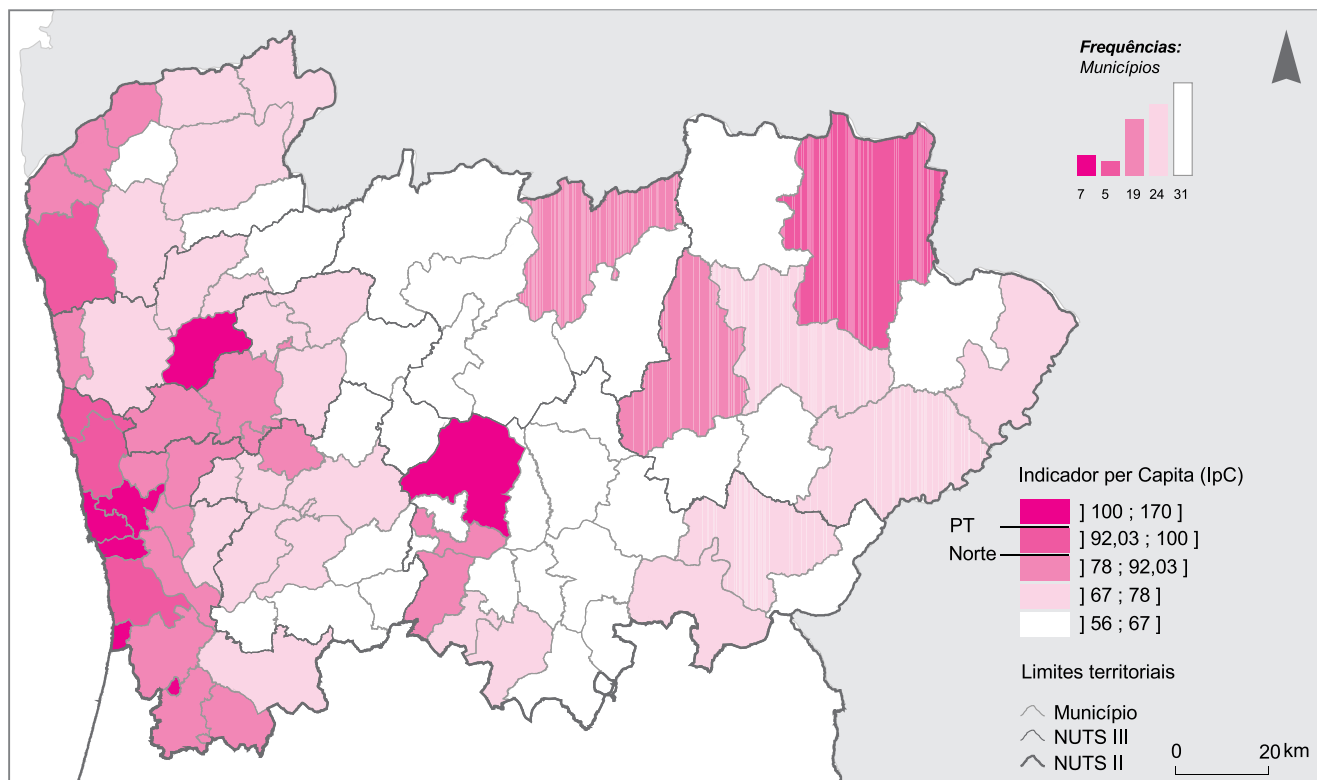 Frequências:
Municípios
7 5 19 24 31
Indicador per Capita (IpC)
] 100 ; 170 ]
PT
] 92,03 ; 100 ]
Norte
] 78 ; 92,03 ]
] 67 ; 78 ]
] 56 ; 67 ]
Limites territoriais
Município
NUTS III
NUTS II
0 20 km